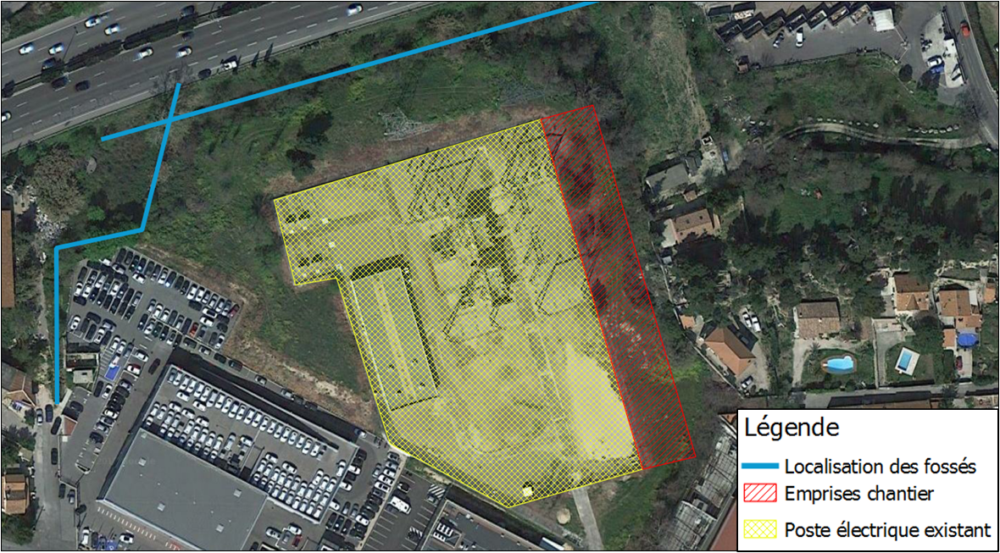 Légende
Localisation des fossés
Emprises chantier
Poste électrique existant